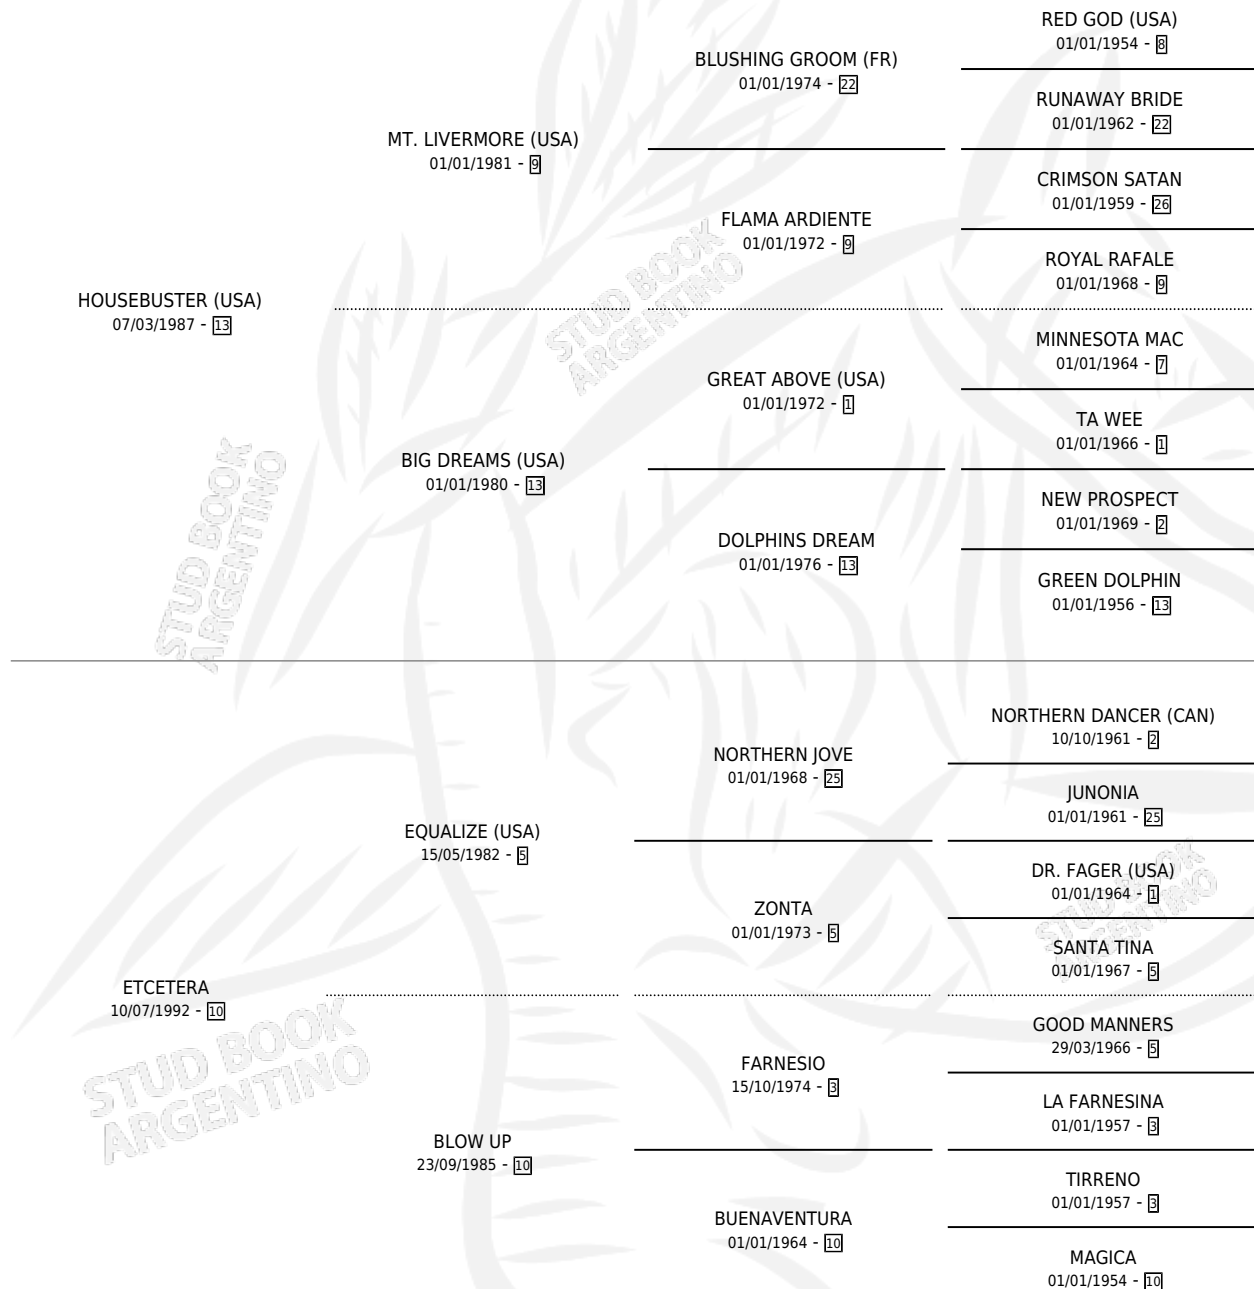 RED GOD (USA)
01/01/1954 - 8
BLUSHING GROOM (FR)
01/01/1974 - 22
RUNAWAY BRIDE
01/01/1962 - 22
MT. LIVERMORE (USA)
01/01/1981 - 9
CRIMSON SATAN
01/01/1959 - 26
FLAMA ARDIENTE
01/01/1972 - 9
ROYAL RAFALE
01/01/1968 - 9
HOUSEBUSTER (USA)
07/03/1987 - 13
STUD BOOK
ARGENTINO
MINNESOTA MAC
01/01/1964 - 7
GREAT ABOVE (USA)
01/01/1972 - 1
TA WEE
01/01/1966 - 1
BIG DREAMS (USA)
01/01/1980 - 13
NEW PROSPECT
01/01/1969 - 2
DOLPHINS DREAM
01/01/1976 - 13
GREEN DOLPHIN
01/01/1956 - 13
STUD BOOK
ARGENTINO
NORTHERN DANCER (CAN)
10/10/1961 - 2
NORTHERN JOVE
01/01/1968 - 25
JUNONIA
01/01/1961 - 25
EQUALIZE (USA)
15/05/1982 - 5
DR. FAGER (USA)
01/01/1964 - 1
STUD BOOK
ARGENTINO
ZONTA
01/01/1973 - 5
SANTA TINA
01/01/1967 - 5
ETCETERA
10/07/1992 - 10
STUD BOOK
ARGENTINO
GOOD MANNERS
29/03/1966 - 5
FARNESIO
15/10/1974 - 3
LA FARNESINA
01/01/1957 - 3
BLOW UP
23/09/1985 - 10
TIRRENO
01/01/1957 - 3
BUENAVENTURA
01/01/1964 - 10
MAGICA
01/01/1954 - 10